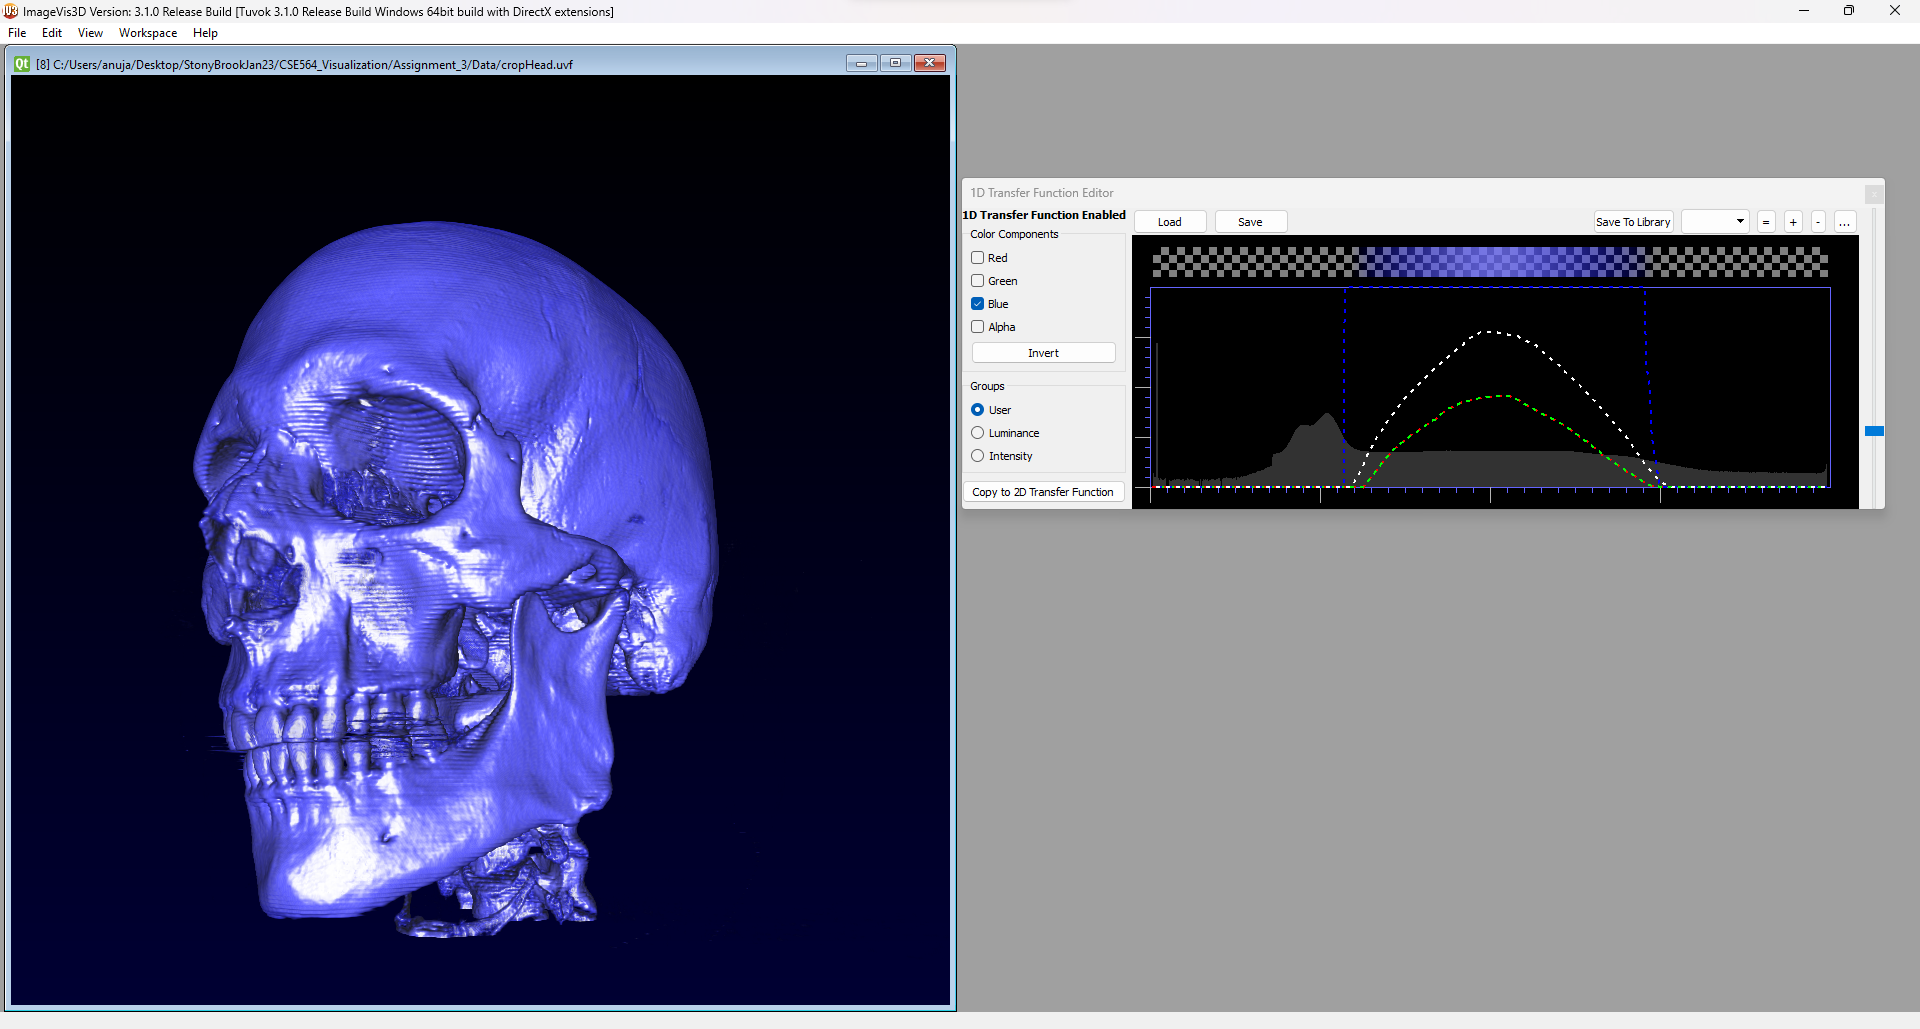 ImageVis3D Version: 3.1.0 Release Build [Tuvok 3.1.0 Release Build Windows 64bit build with DirectX extensions]
File Edit View Workspace Help
Qt [8] C:/Users/anuja/Desktop/StonyBrookJan23/CSE564_Visualization/Assignment_3/Data/cropHead.uvf
1D Transfer Function Editor
1D Transfer Function Enabled
Load Save Save To Library = + - ...
Color Components
Red
Green
Blue
Alpha
Invert
Groups
User
Luminance
Intensity
Copy to 2D Transfer Function